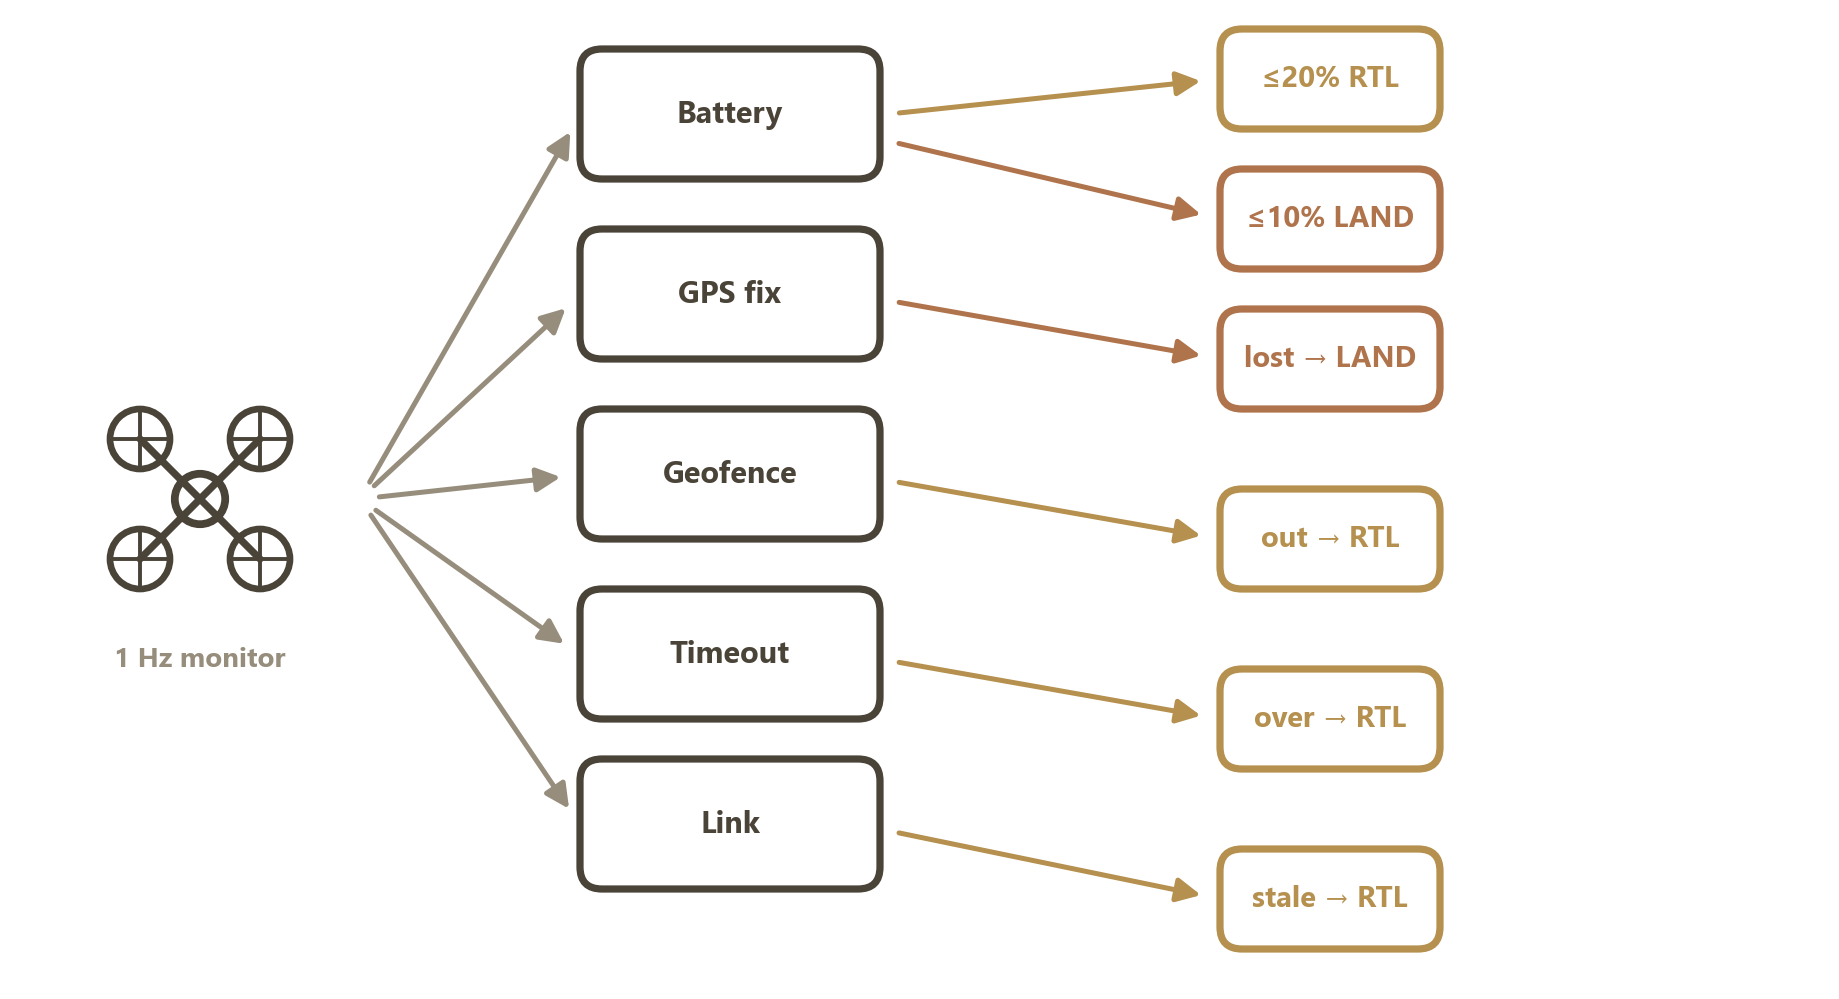 1 Hz monitor
Battery
GPS fix
Geofence
Timeout
Link
≤20% RTL
≤10% LAND
lost → LAND
out → RTL
over → RTL
stale → RTL